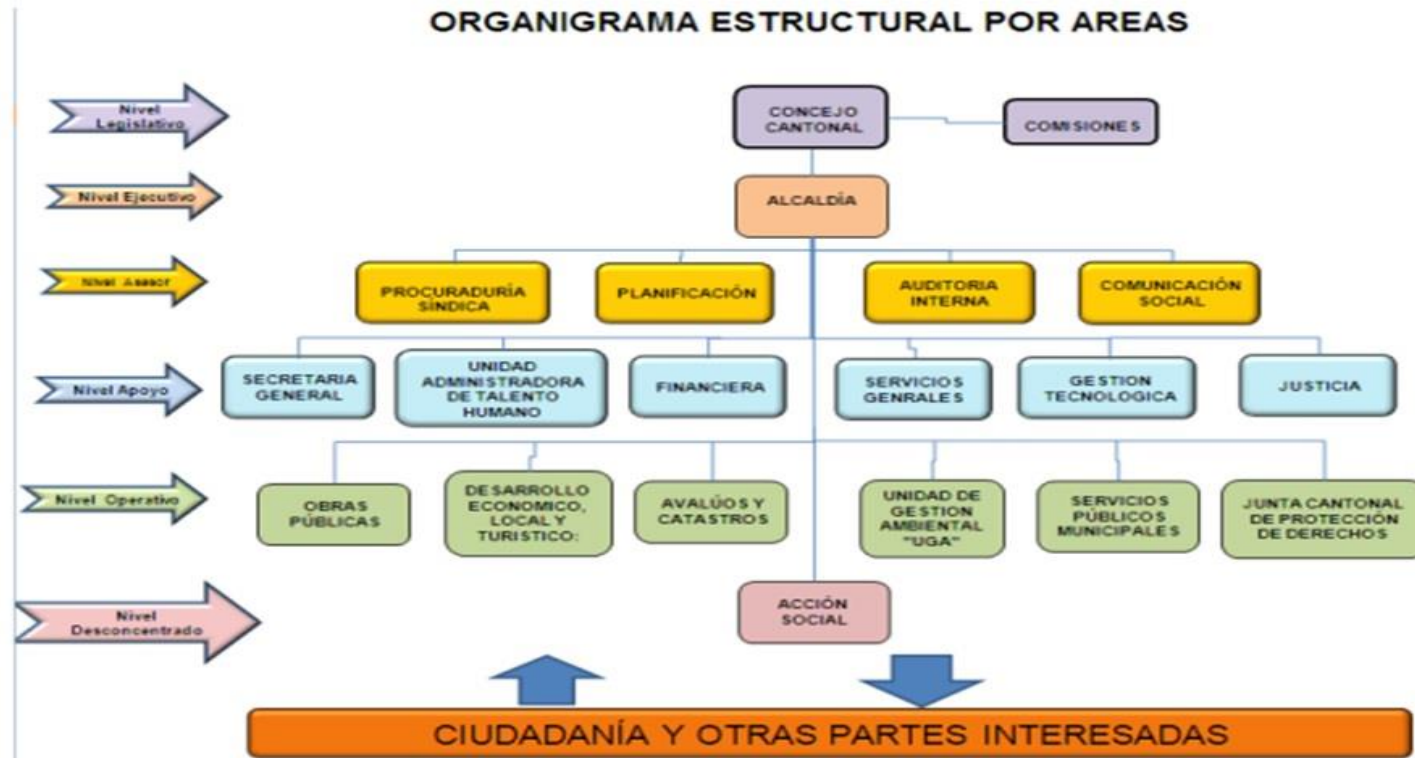 ORGANIGRAMA ESTRUCTURAL POR AREAS
Nivel
Legislativo
CONCEJO
CANTONAL
COMISIONES
Nivel Ejecutivo
ALCALDÍA
Nivel Asesor
PROCURADURÍA
SÍNDICA
PLANIFICACIÓN
AUDITORIA
INTERNA
COMUNICACIÓN
SOCIAL
Nivel Apoyo
SECRETARIA
GENERAL
UNIDAD
ADMINISTRADORA
DE TALENTO
HUMANO
FINANCIERA
SERVICIOS
GENRALES
GESTION
TECNOLOGICA
JUSTICIA
Nivel Operativo
OBRAS
PÚBLICAS
DESARROLLO
ECONOMICO,
LOCAL Y
TURISTICO:
AVALÚOS Y
CATASTROS
UNIDAD DE
GESTION
AMBIENTAL
"UGA"
SERVICIOS
PÚBLICOS
MUNICIPALES
JUNTA CANTONAL
DE PROTECCIÓN
DE DERECHOS
Nivel
Desconcentrado
ACCIÓN
SOCIAL
CIUDADANÍA Y OTRAS PARTES INTERESADAS